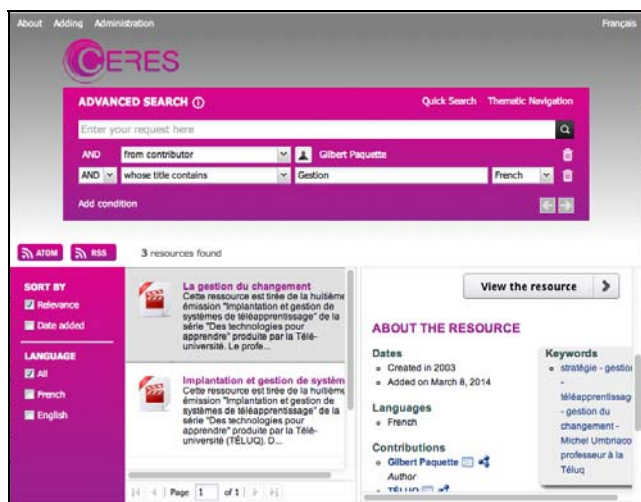 About Adding Administration Français
CERES
ADVANCED SEARCH
Quick Search Thematic Navigation
Enter your request here
AND from contributor Gilbert Paquette
AND whose title contains Gestion French
Add condition
ATOM RSS 3 resources found
SORT BY
Relevance
Date added
LANGUAGE
All
French
English
La gestion du changement
Cette ressource est tirée de la huitième
émission "Implantation et gestion de
systèmes de téléapprentissage" de la
série "Des technologies pour
apprendre" produite par la Télé-
université. Le profe...
Implantation et gestion de systèm
Cette ressource est tirée de la huitième
émission "Implantation et gestion de
systèmes de téléapprentissage" de la
série "Des technologies pour
apprendre" produite par la Télé-
université (TÉLUQ). D...
Page 1 of 1
View the resource
ABOUT THE RESOURCE
Dates
Created in 2003
Added on March 8, 2014
Languages
French
Contributions
Gilbert Paquette
Author
TÉLUQ
Keywords
stratégie - gestion
-
téléapprentissag
- gestion du
changement -
Michel Umbriaco
professeur à la
Téluq